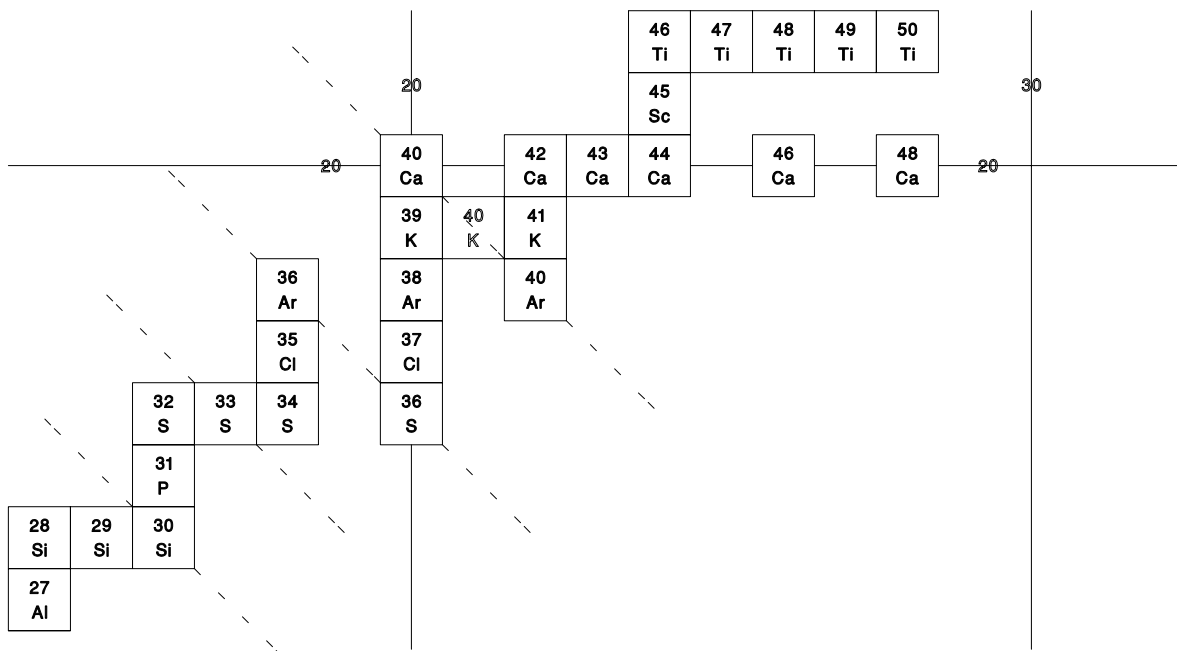 46 47 48 49 50
Ti Ti Ti Ti Ti
20 30
45
Sc
20 40 42 43 44 46 48 20
Ca Ca Ca Ca Ca Ca
39 40 41
K K K
36 38 40
Ar Ar Ar
35 37
Cl Cl
32 33 34 36
S S S S
31
P
28 29 30
Si Si Si
27
Al